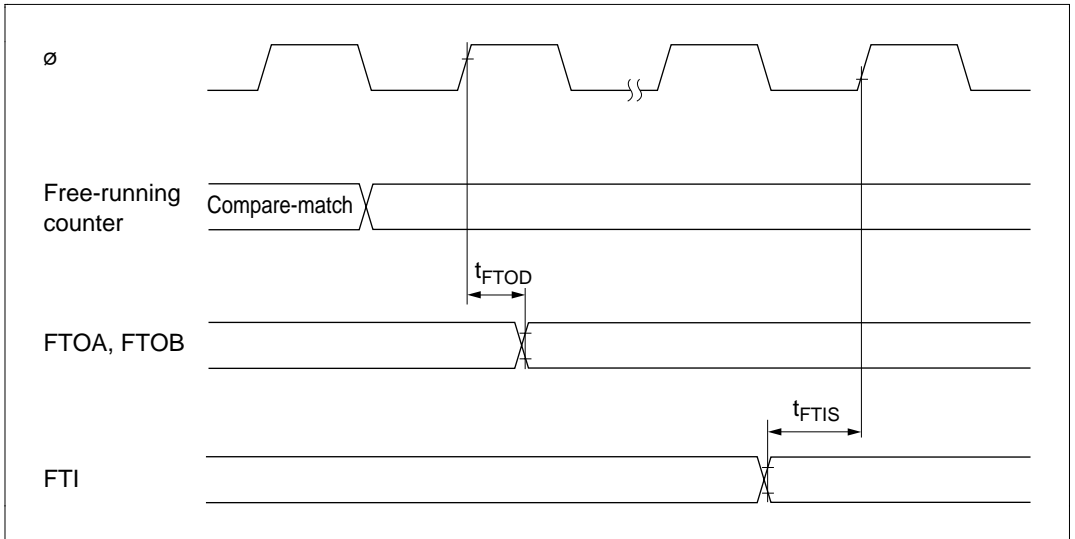 ø
Free-running
counter
Compare-match
tFTOD
FTOA, FTOB
tFTIS
FTI